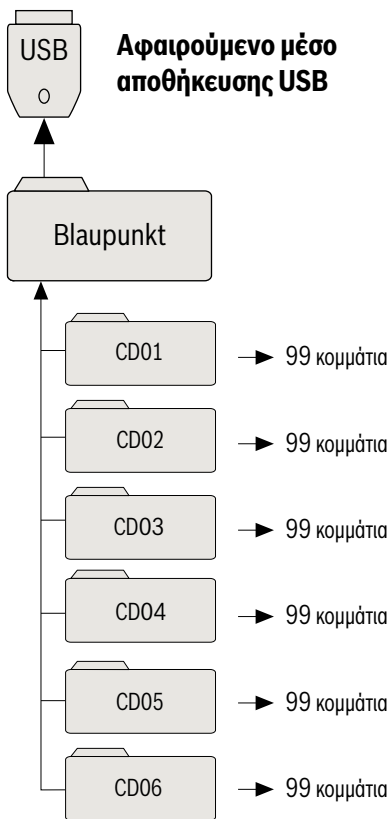 USB
Αφαιρούμενο μέσο
αποθήκευσης USB
Blaupunkt
CD01
99 κομμάτια
CD02
99 κομμάτια
CD03
99 κομμάτια
CD04
99 κομμάτια
CD05
99 κομμάτια
CD06
99 κομμάτια